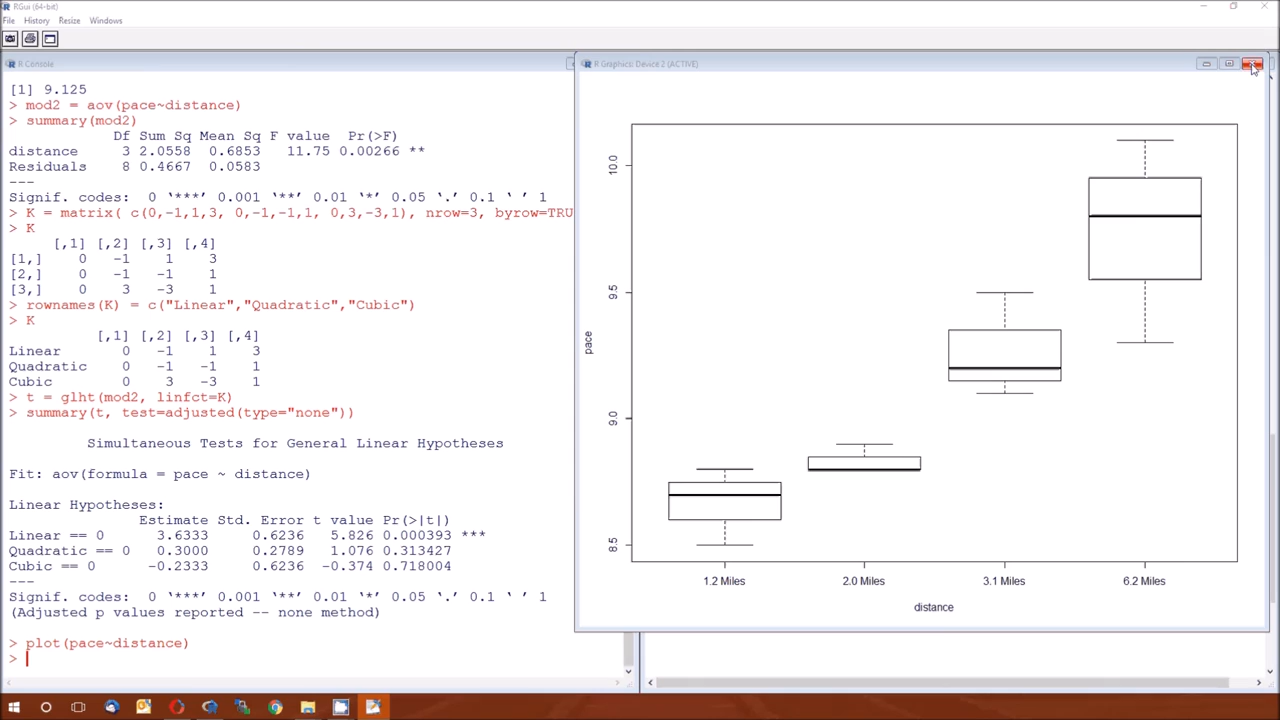 RGui (64-bit)
File History Resize Windows
R Console
[1] 9.125
> mod2 = aov(pace~distance)
> summary(mod2)
Df Sum Sq Mean Sq F value Pr(>F)
distance 3 2.0558 0.6853 11.75 0.00266 **
Residuals 8 0.4667 0.0583
---
Signif. codes: 0 ‘***’ 0.001 ‘**’ 0.01 ‘*’ 0.05 ‘.’ 0.1 ‘ ’ 1
> K = matrix( c(0,-1,1,3, 0,-1,-1,1, 0,3,-3,1), nrow=3, byrow=TRU
> K
[,1] [,2] [,3] [,4]
[1,] 0 -1 1 3
[2,] 0 -1 -1 1
[3,] 0 3 -3 1
> rownames(K) = c("Linear","Quadratic","Cubic")
> K
[,1] [,2] [,3] [,4]
Linear 0 -1 1 3
Quadratic 0 -1 -1 1
Cubic 0 3 -3 1
> t = glht(mod2, linfct=K)
> summary(t, test=adjusted(type="none"))
Simultaneous Tests for General Linear Hypotheses
Fit: aov(formula = pace ~ distance)
Linear Hypotheses:
Estimate Std. Error t value Pr(>|t|)
Linear == 0 3.6333 0.6236 5.826 0.000393 ***
Quadratic == 0 0.3000 0.2789 1.076 0.313427
Cubic == 0 -0.2333 0.6236 -0.374 0.718004
---
Signif. codes: 0 ‘***’ 0.001 ‘**’ 0.01 ‘*’ 0.05 ‘.’ 0.1 ‘ ’ 1
(Adjusted p values reported -- none method)
> plot(pace~distance)
>
R Graphics: Device 2 (ACTIVE)
10.0
9.5
9.0
8.5
pace
1.2 Miles 2.0 Miles 3.1 Miles 6.2 Miles
distance